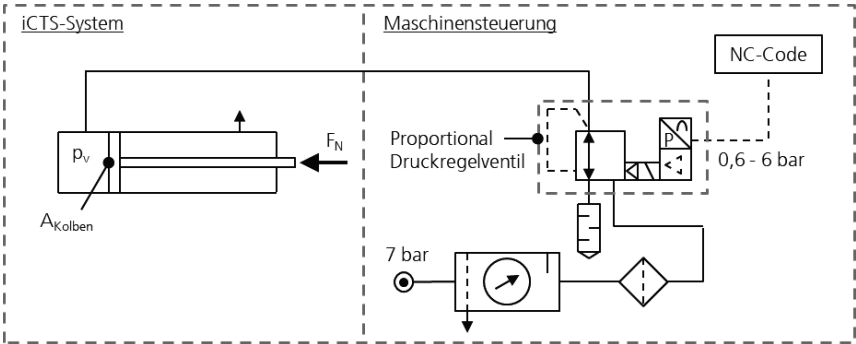 iCTS-System
Maschinensteuerung
NC-Code
pv
FN
AKolben
Proportional
Druckregelventil
P
0,6 - 6 bar
7 bar